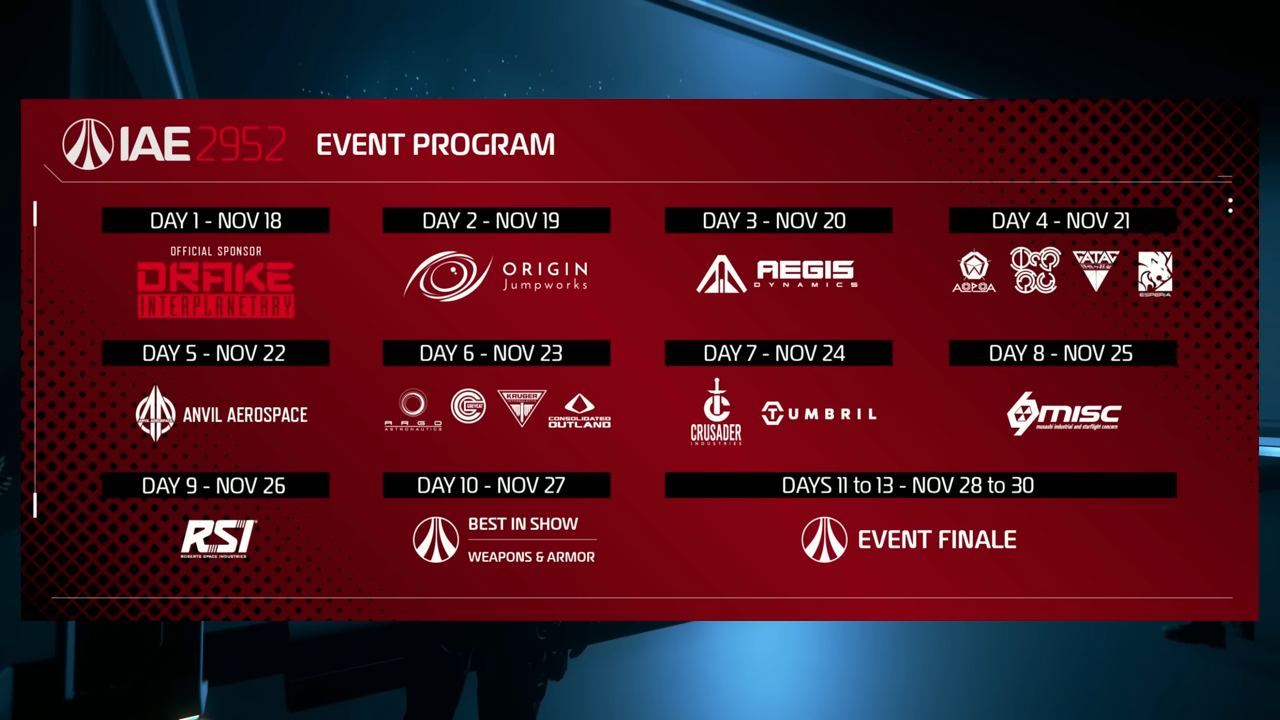 IAE 2952 EVENT PROGRAM
DAY 1 - NOV 18
OFFICIAL SPONSOR
DRAKE
INTERPLANETARY
DAY 2 - NOV 19
ORIGIN
Jumpworks
DAY 3 - NOV 20
AEGIS
DYNAMICS
DAY 4 - NOV 21
GATAC
ESPERIA
DAY 5 - NOV 22
ANVIL AEROSPACE
DAY 6 - NOV 23
ARGO
ASTRONAUTICS
KRUGER
CONSOLIDATED
OUTLAND
DAY 7 - NOV 24
CRUSADER
INDUSTRIES
TUMBRIL
DAY 8 - NOV 25
MISC
musashi industrial and starflight concern
DAY 9 - NOV 26
RSI
ROBERTS SPACE INDUSTRIES
DAY 10 - NOV 27
BEST IN SHOW
WEAPONS & ARMOR
DAYS 11 to 13 - NOV 28 to 30
EVENT FINALE